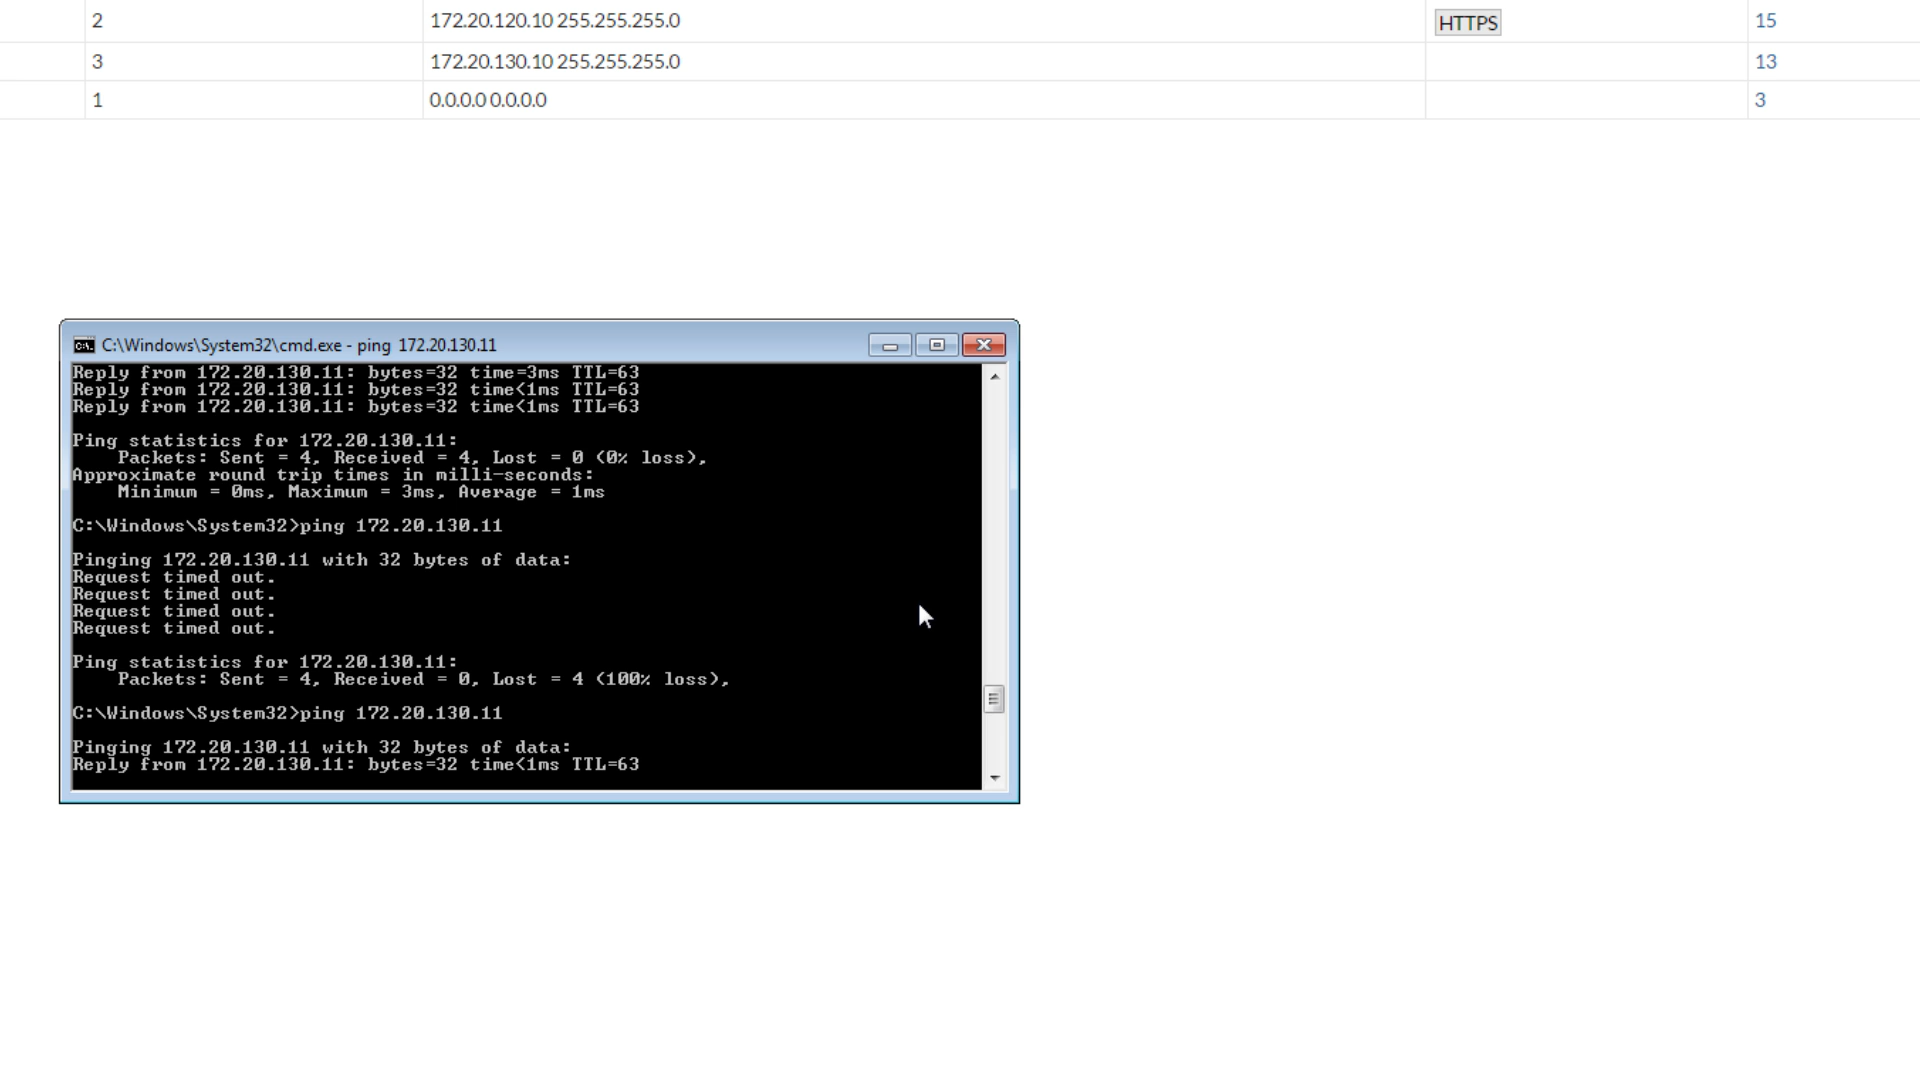 2 172.20.120.10 255.255.255.0 HTTPS 15
3 172.20.130.10 255.255.255.0 13
1 0.0.0.0 0.0.0.0 3
C:\Windows\System32\cmd.exe - ping 172.20.130.11
Reply from 172.20.130.11: bytes=32 time=3ms TTL=63
Reply from 172.20.130.11: bytes=32 time<1ms TTL=63
Reply from 172.20.130.11: bytes=32 time<1ms TTL=63
Ping statistics for 172.20.130.11:
Packets: Sent = 4, Received = 4, Lost = 0 (0% loss),
Approximate round trip times in milli-seconds:
Minimum = 0ms, Maximum = 3ms, Average = 1ms
C:\Windows\System32>ping 172.20.130.11
Pinging 172.20.130.11 with 32 bytes of data:
Request timed out.
Request timed out.
Request timed out.
Request timed out.
Ping statistics for 172.20.130.11:
Packets: Sent = 4, Received = 0, Lost = 4 (100% loss),
C:\Windows\System32>ping 172.20.130.11
Pinging 172.20.130.11 with 32 bytes of data:
Reply from 172.20.130.11: bytes=32 time<1ms TTL=63